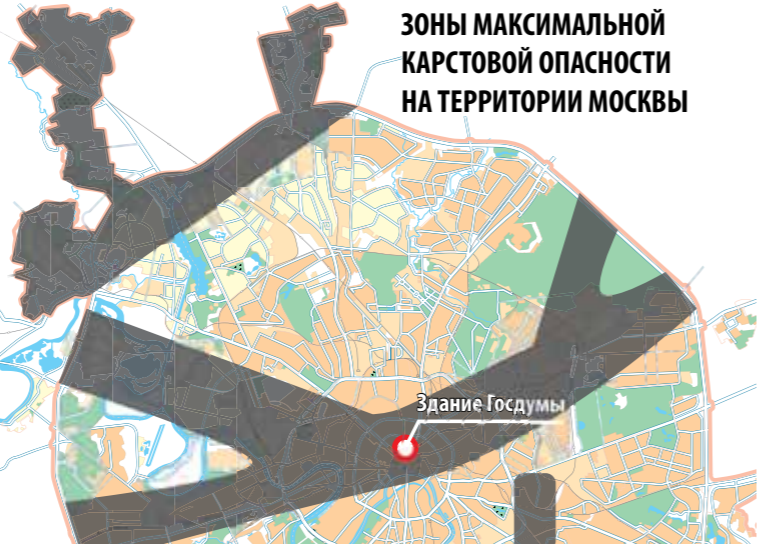 ЗОНЫ МАКСИМАЛЬНОЙ
КАРСТОВОЙ ОПАСНОСТИ
НА ТЕРРИТОРИИ МОСКВЫ
Здание Госдумы